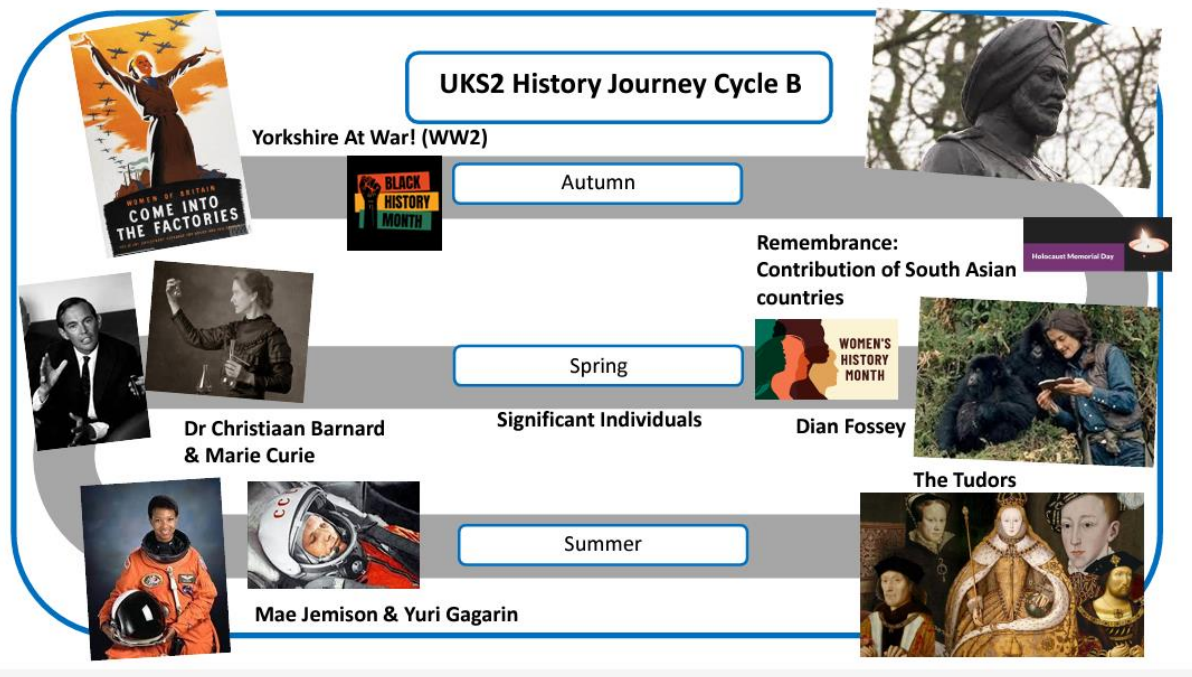 UKS2 History Journey Cycle B
Yorkshire At War! (WW2)
WOMEN OF BRITAIN
COME INTO
THE FACTORIES
BLACK
HISTORY
MONTH
Autumn
Remembrance:
Contribution of South Asian
countries
Holocaust Memorial Day
Spring
WOMEN'S
HISTORY
MONTH
Dr Christiaan Barnard
& Marie Curie
Significant Individuals
Dian Fossey
The Tudors
CCC
Summer
Mae Jemison & Yuri Gagarin